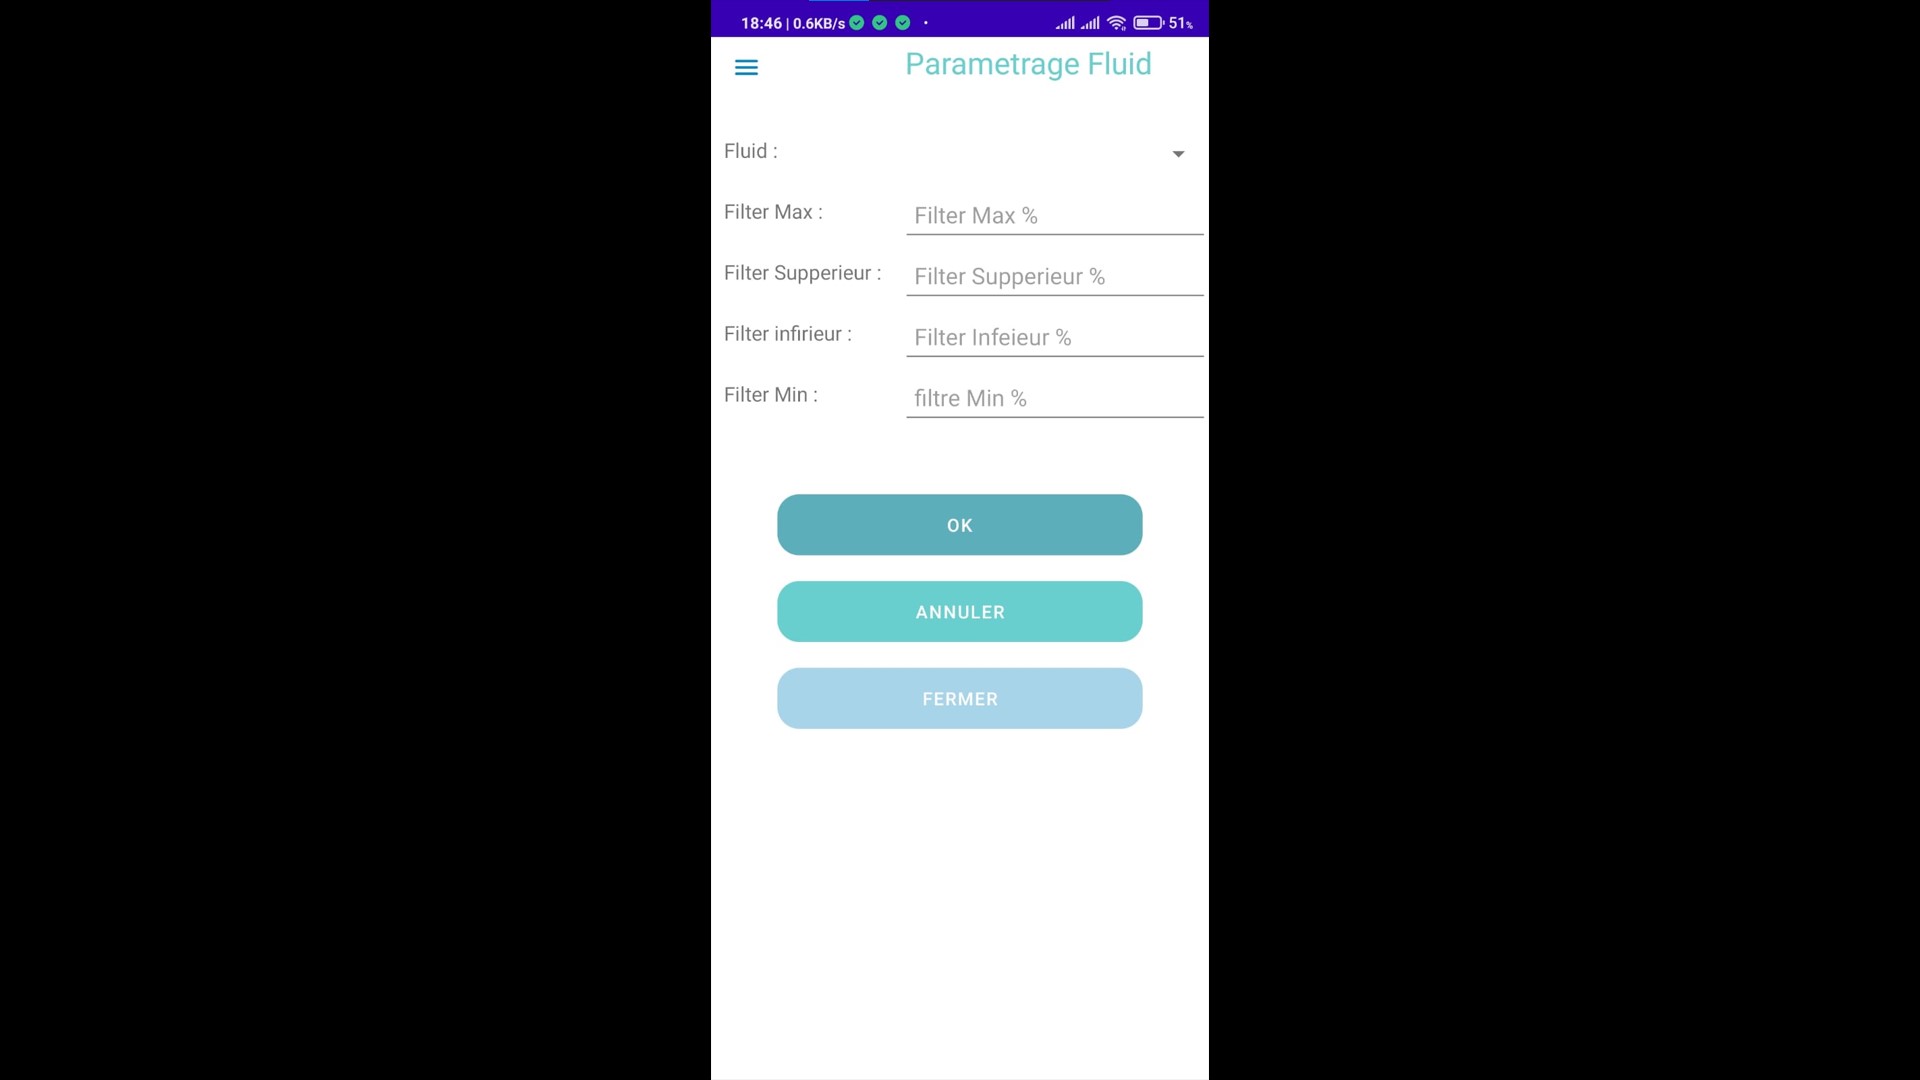 18:46 | 0.6KB/s
51%
Parametrage Fluid
Fluid :
Filter Max :
Filter Max %
Filter Supperieur :
Filter Supperieur %
Filter infirieur :
Filter Infeieur %
Filter Min :
filtre Min %
OK
ANNULER
FERMER